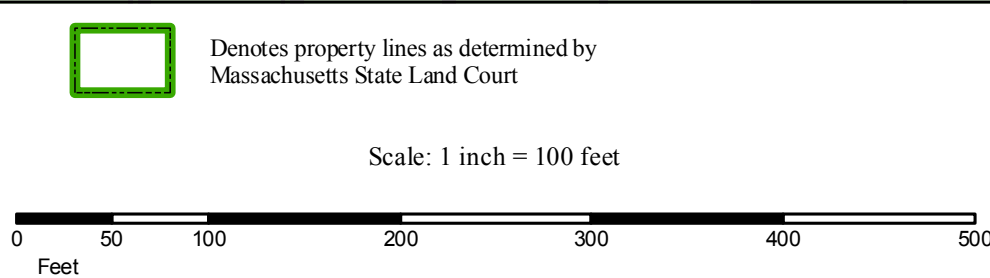 Denotes property lines as determined by
Massachusetts State Land Court
Scale: 1 inch = 100 feet
0 50 100 200 300 400 500
Feet